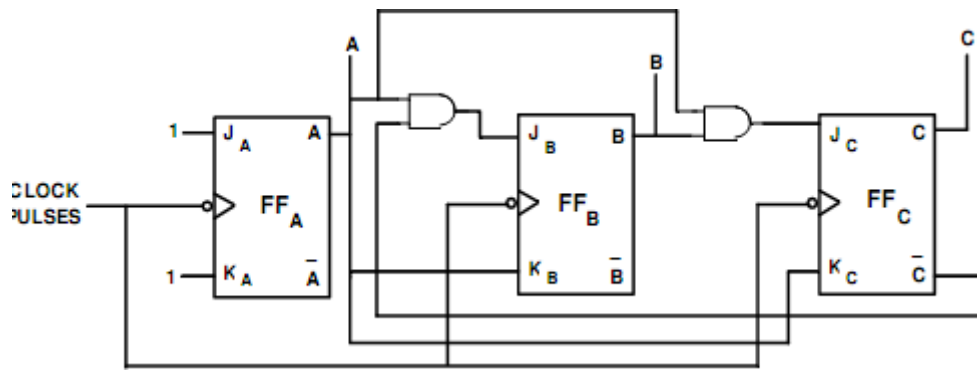 A
B
C
1
J A
A
J B
B
J C
C
CLOCK
PULSES
FF A
FF B
FF C
1
K A
A̅
K B
B̅
K C
C̅